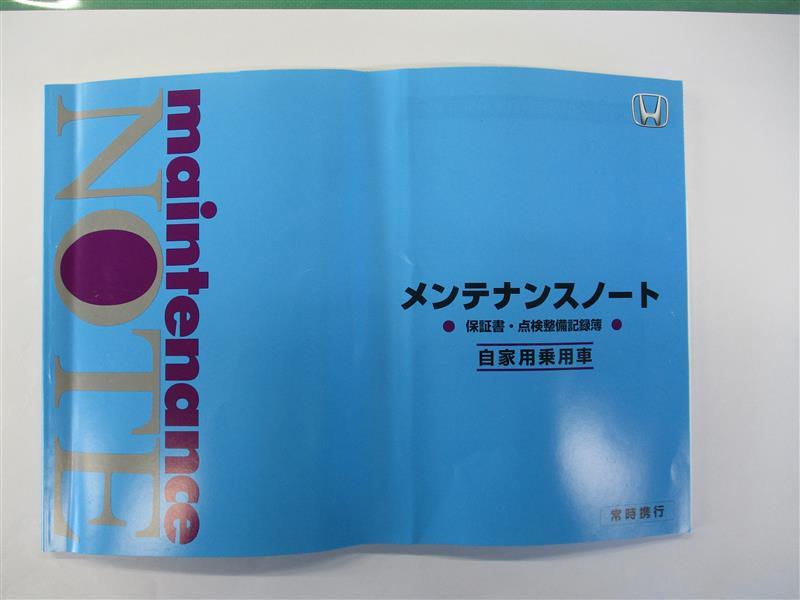 maintenance
NOTE
メンテナンスノート
● 保証書・点検整備記録簿 ●
自家用乗用車
常時携行